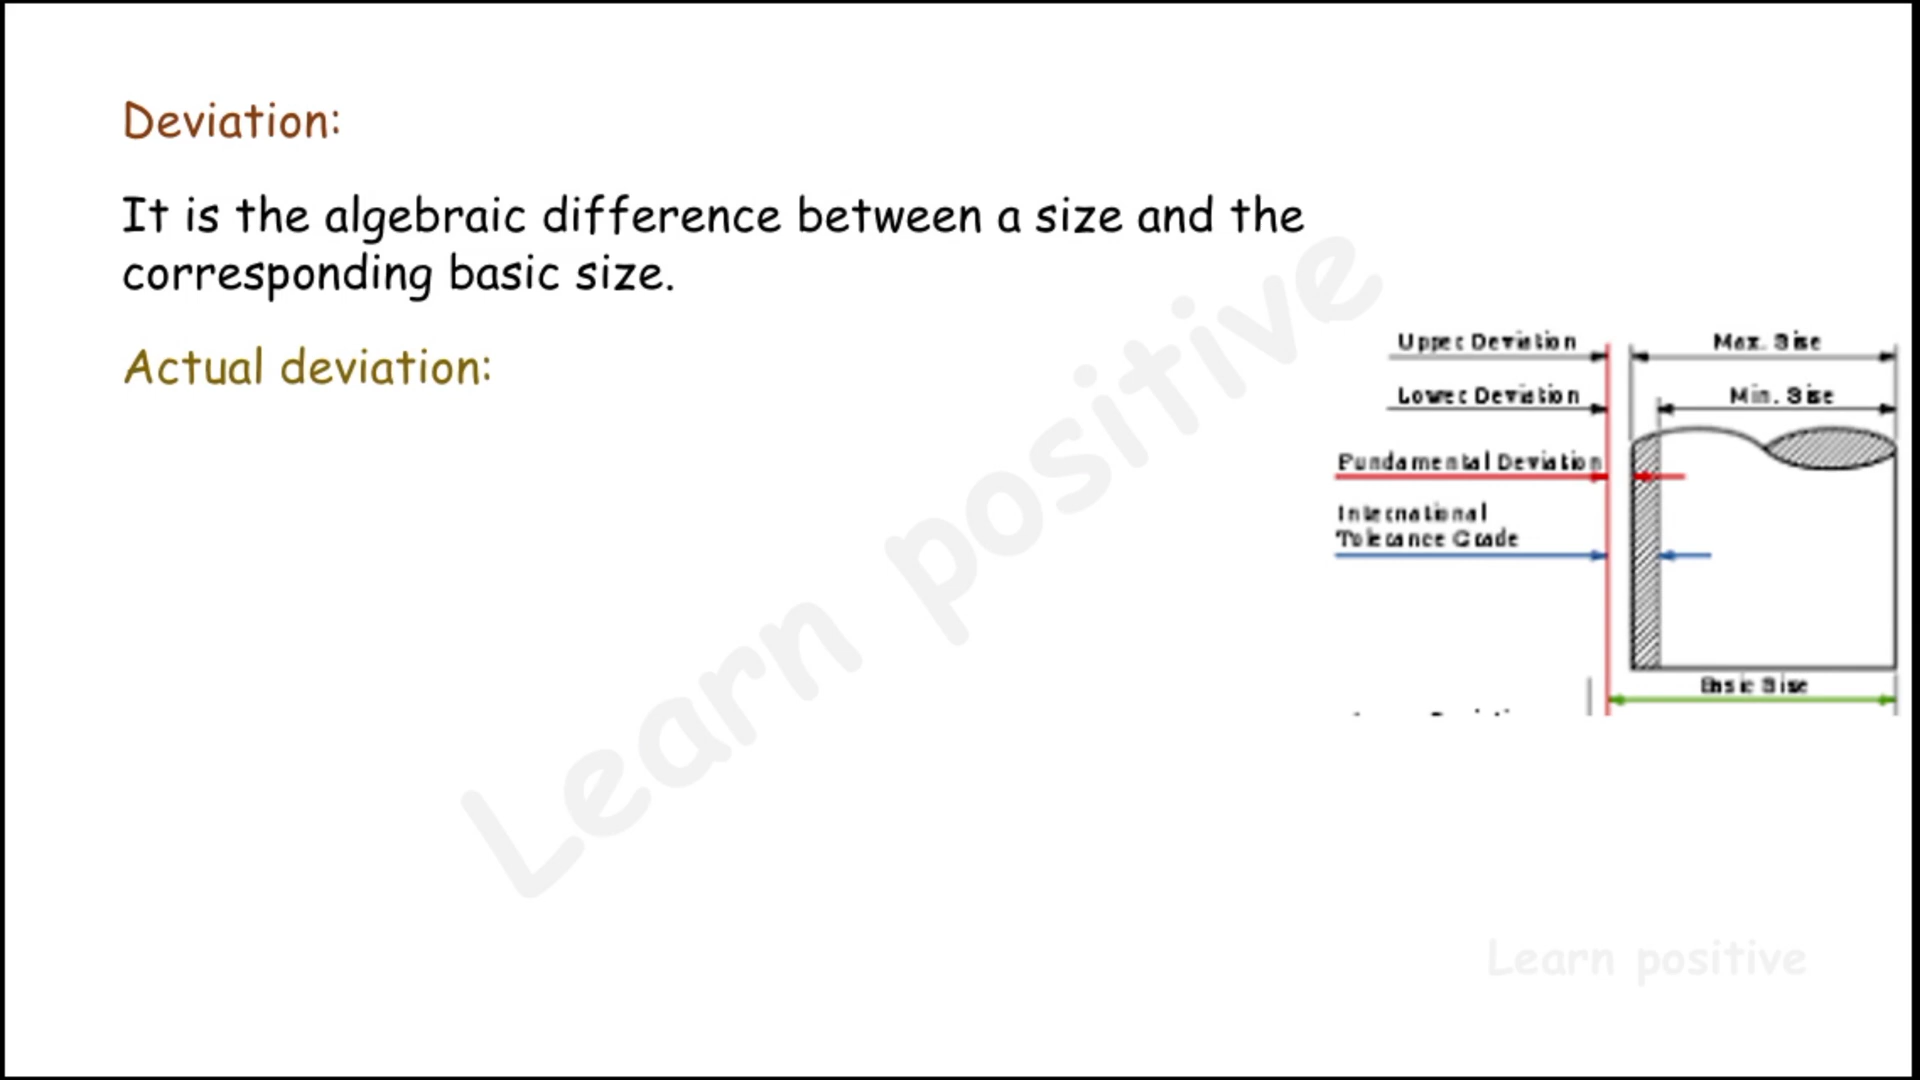 Deviation:
It is the algebraic difference between a size and the
corresponding basic size.
Actual deviation:
Upper Deviation
Max. Size
Lower Deviation
Min. Size
Fundamental Deviation
International
Tolerance Grade
Basic Size
Learn positive
Learn positive